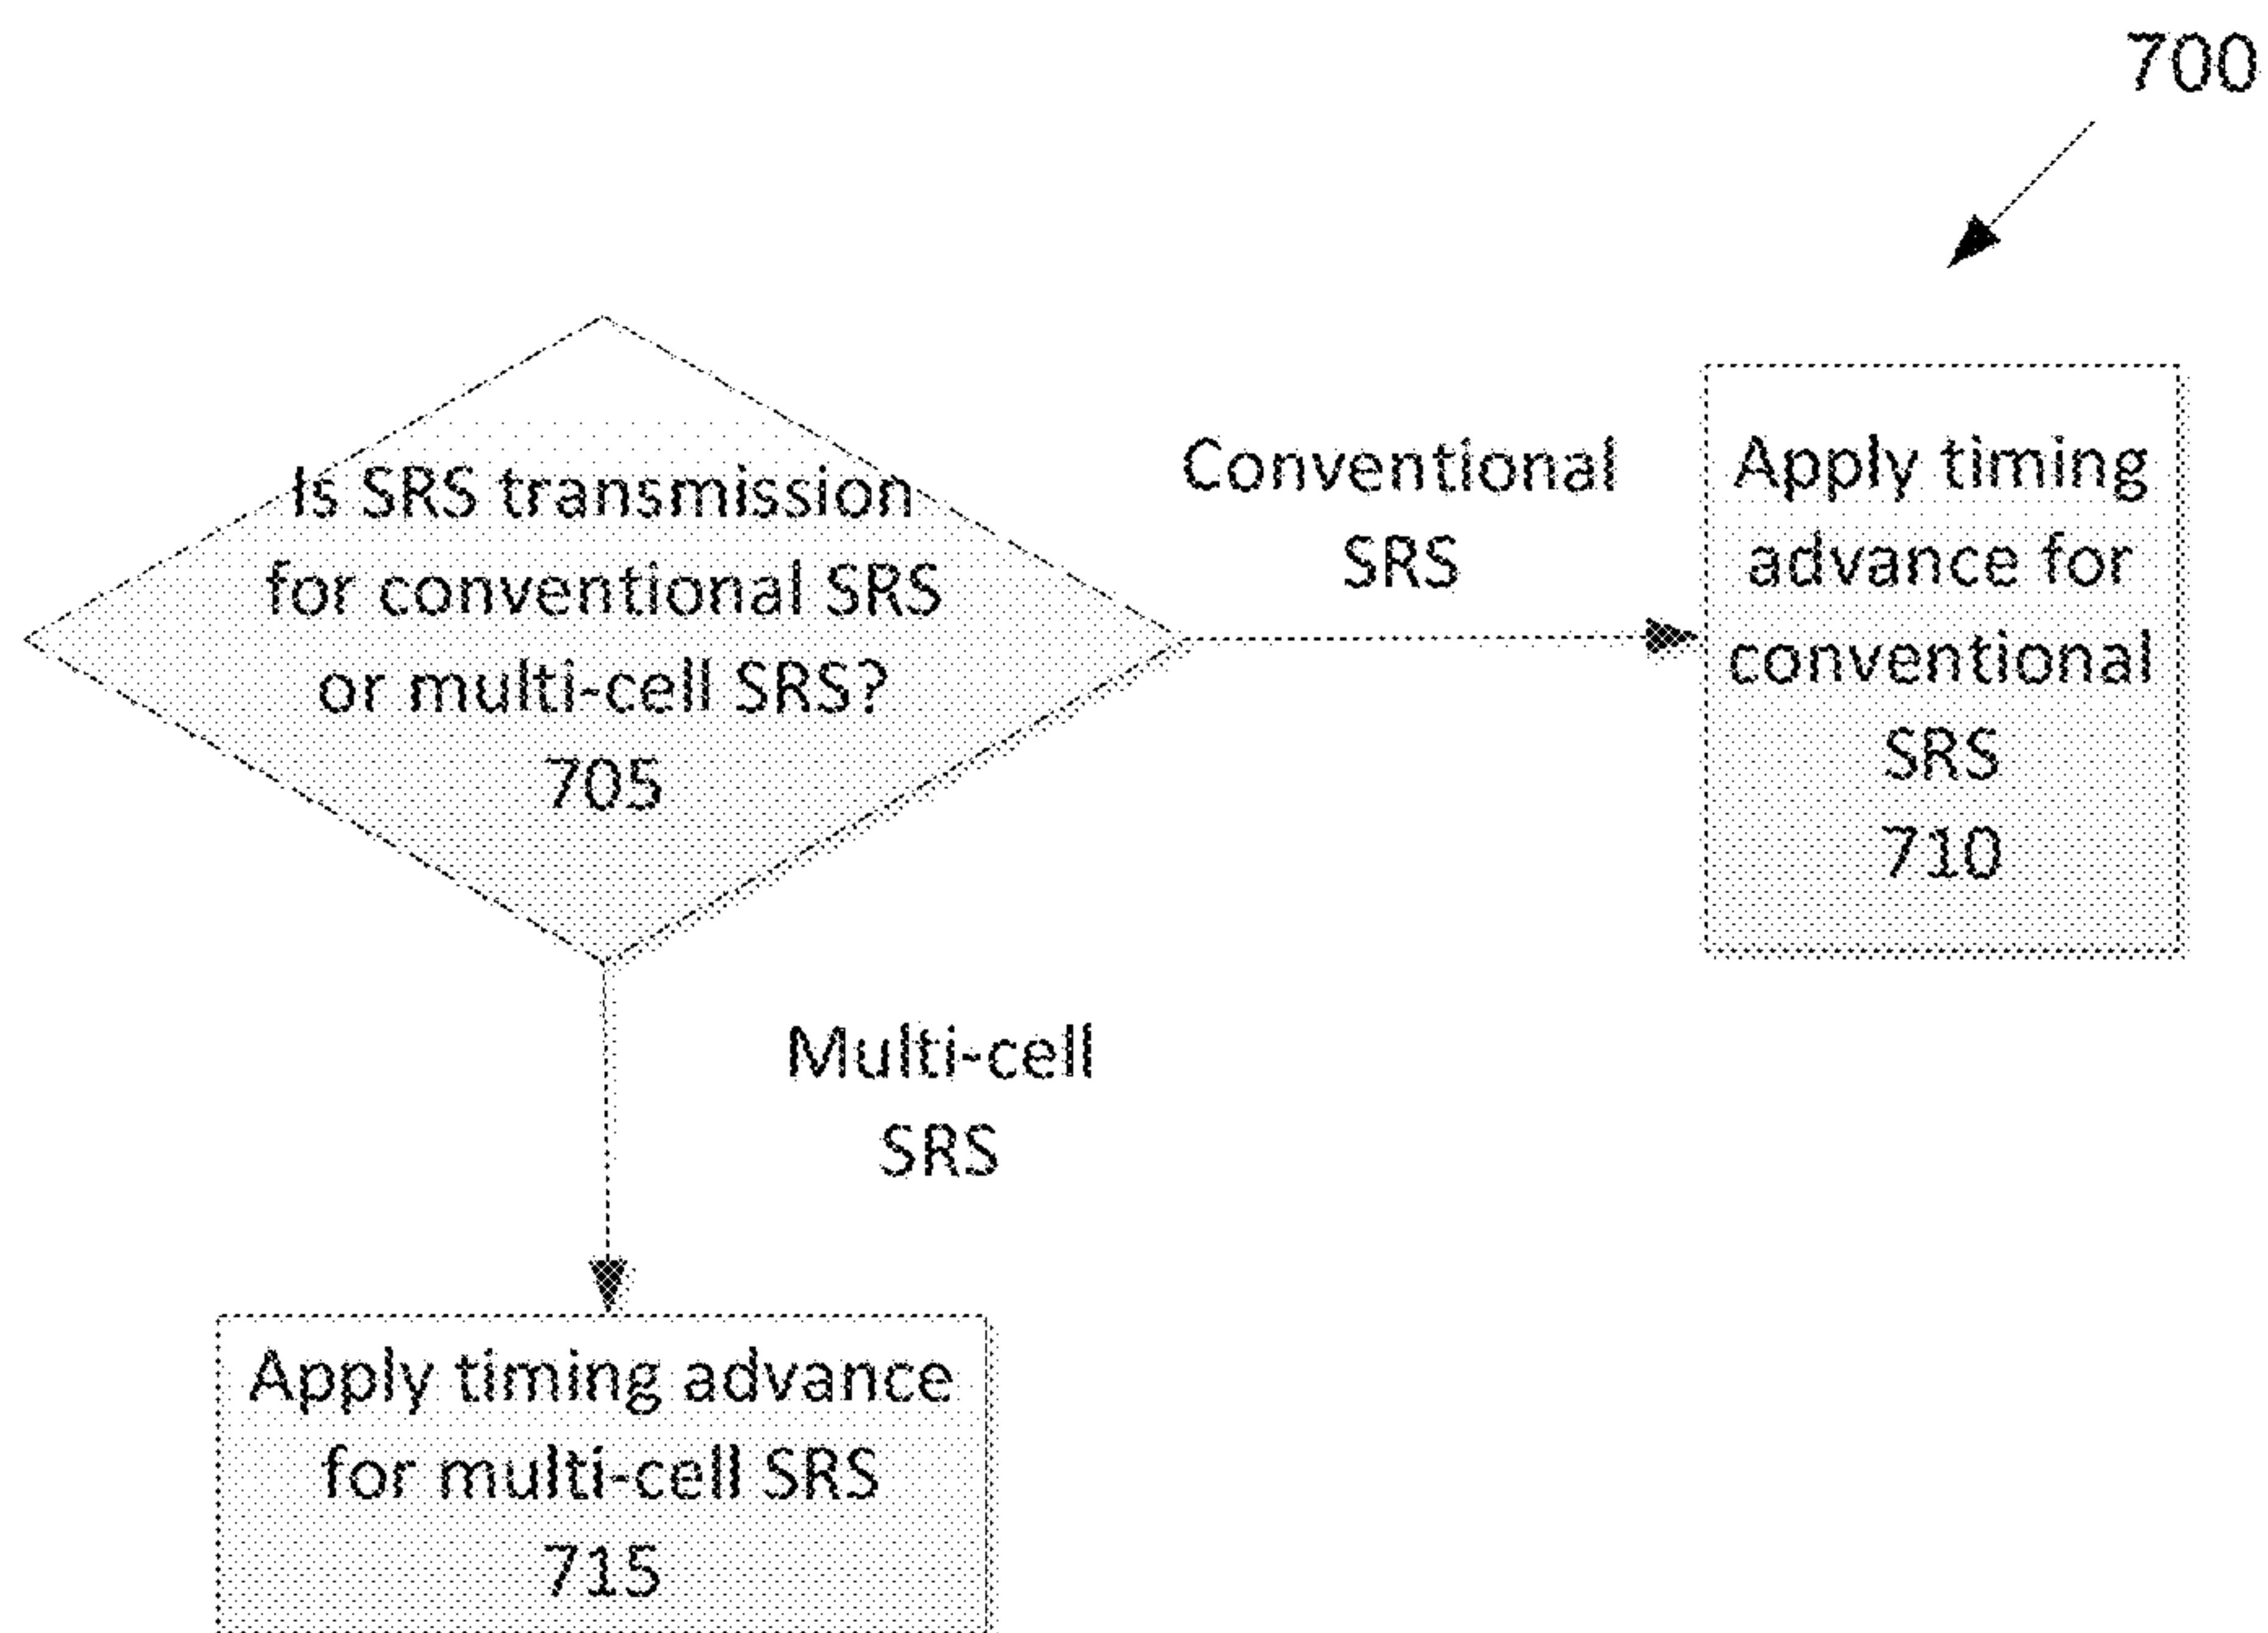 700
Is SRS transmission
for conventional SRS
or multi-cell SRS?
705
Conventional
SRS
Apply timing
advance for
conventional
SRS
710
Multi-cell
SRS
Apply timing advance
for multi-cell SRS
715